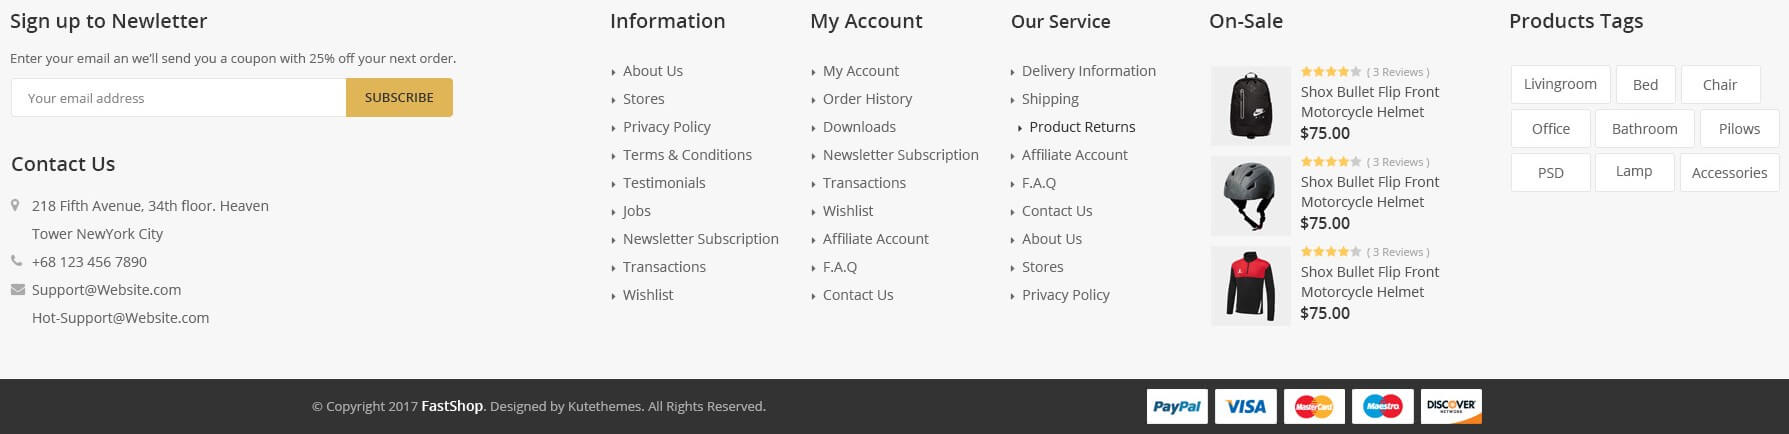 Sign up to Newletter
Enter your email an we'll send you a coupon with 25% off your next order.
Your email address
SUBSCRIBE
Contact Us
218 Fifth Avenue, 34th floor. Heaven
Tower NewYork City
+68 123 456 7890
Support@Website.com
Hot-Support@Website.com
Information
About Us
Stores
Privacy Policy
Terms & Conditions
Testimonials
Jobs
Newsletter Subscription
Transactions
Wishlist
My Account
My Account
Order History
Downloads
Newsletter Subscription
Transactions
Wishlist
Affiliate Account
F.A.Q
Contact Us
Our Service
Delivery Information
Shipping
Product Returns
Affiliate Account
F.A.Q
Contact Us
About Us
Stores
Privacy Policy
On-Sale
( 3 Reviews )
Shox Bullet Flip Front
Motorcycle Helmet
$75.00
( 3 Reviews )
Shox Bullet Flip Front
Motorcycle Helmet
$75.00
( 3 Reviews )
Shox Bullet Flip Front
Motorcycle Helmet
$75.00
Products Tags
Livingroom
Bed
Chair
Office
Bathroom
Pilows
PSD
Lamp
Accessories
© Copyright 2017 FastShop. Designed by Kutethemes. All Rights Reserved.
PayPal
VISA
MasterCard
Maestro
DISCOVER
NETWORK